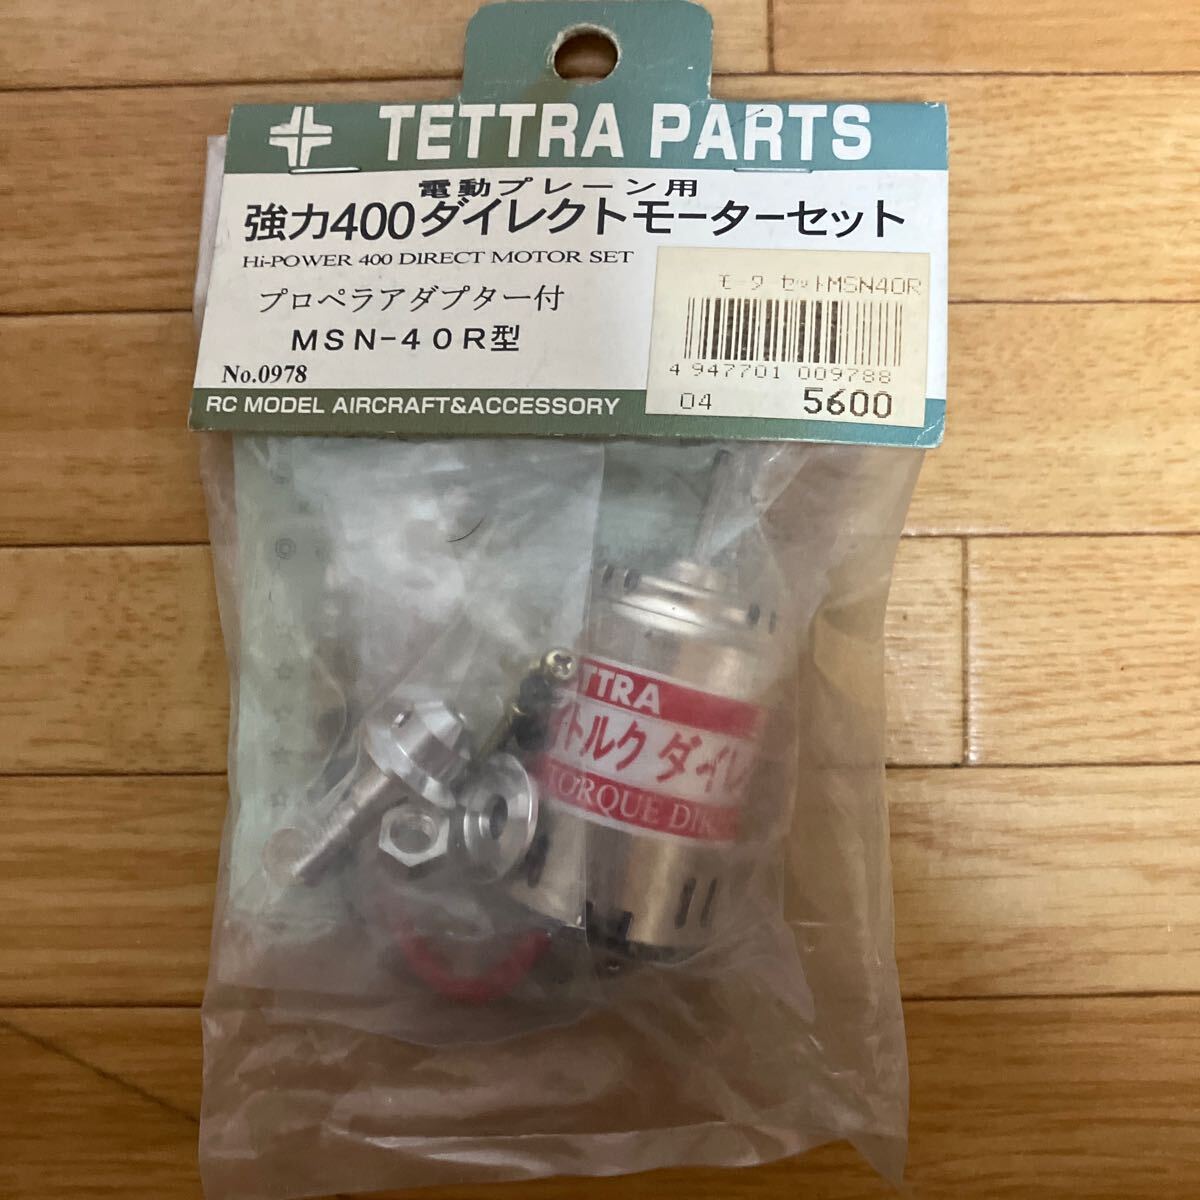 TETTRA PARTS
電動プレーン用
強力400ダイレクトモーターセット
Hi-POWER 400 DIRECT MOTOR SET
プロペラアダプター付
MSN-40R型
No.0978
RC MODEL AIRCRAFT&ACCESSORY
モーターセットMSN40R
4 947701 009788
04 5600
TTRA
イトルク ダイレ
TORQUE DIR